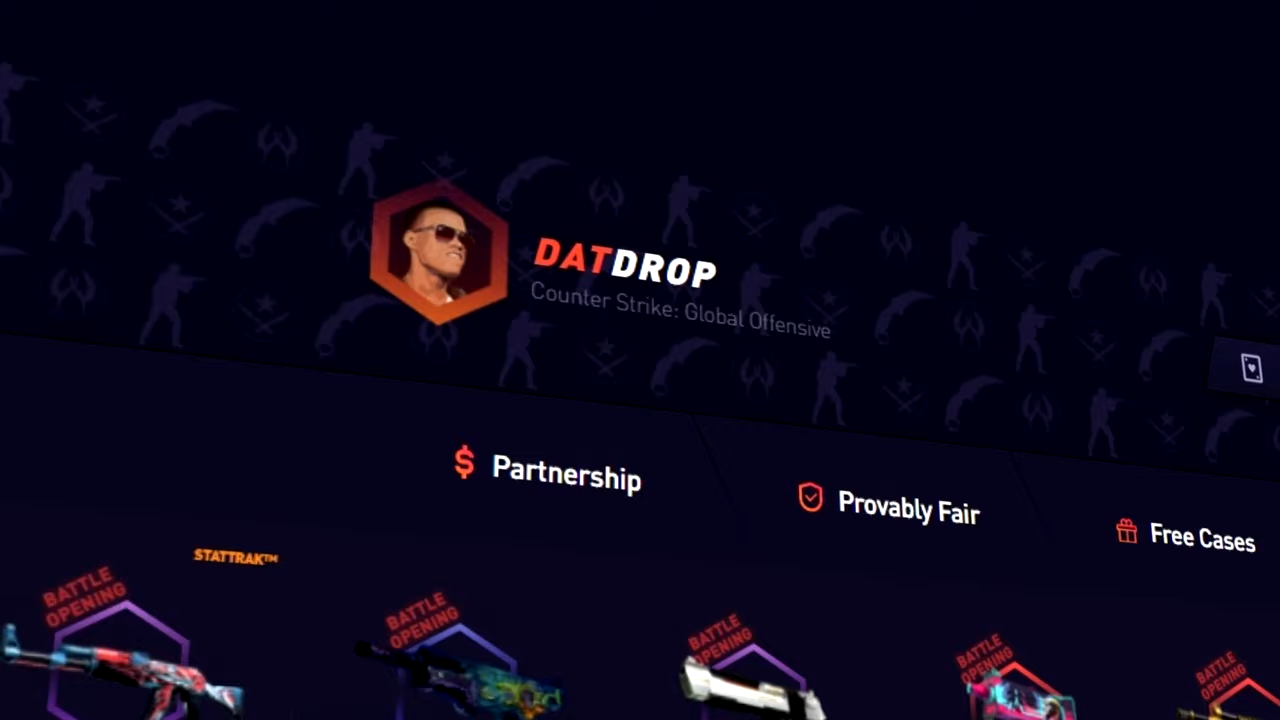 DATDROP
Counter Strike: Global Offensive
$ Partnership
Provably Fair
Free Cases
STATTRAK™
BATTLE
OPENING
BATTLE
OPENING
BATTLE
OPENING
BATTLE
OPENING
BATTLE
OPENING